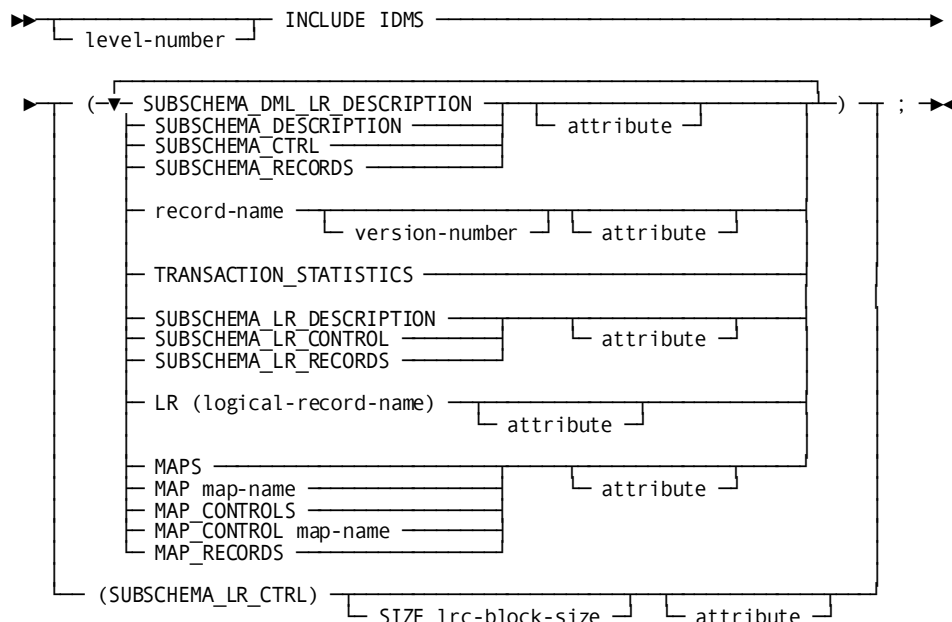 level-number INCLUDE IDMS
( SUBSCHEMA_DML_LR_DESCRIPTION attribute ) ;
SUBSCHEMA_DESCRIPTION
SUBSCHEMA_CTRL
SUBSCHEMA_RECORDS
record-name version-number attribute
TRANSACTION_STATISTICS
SUBSCHEMA_LR_DESCRIPTION attribute
SUBSCHEMA_LR_CONTROL
SUBSCHEMA_LR_RECORDS
LR (logical-record-name) attribute
MAPS attribute
MAP map-name
MAP_CONTROLS
MAP_CONTROL map-name
MAP_RECORDS
(SUBSCHEMA_LR_CTRL) SIZE lrc-block-size attribute